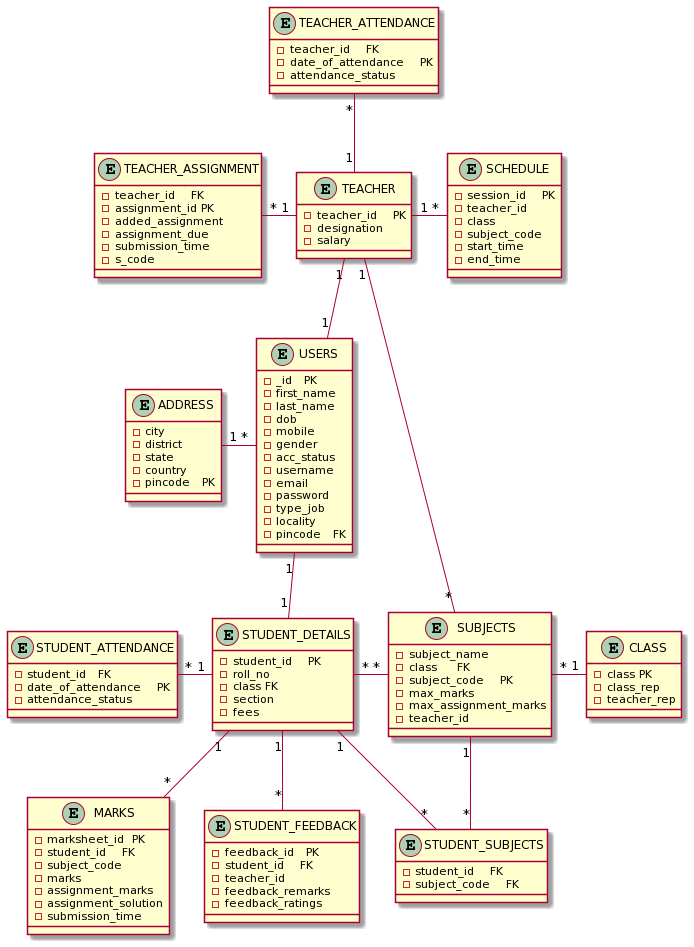 E TEACHER_ATTENDANCE
teacher_id FK
date_of_attendance PK
attendance_status
*
1
E TEACHER_ASSIGNMENT
teacher_id FK
assignment_id PK
added_assignment
assignment_due
submission_time
s_code
* 1
E TEACHER
teacher_id PK
designation
salary
1 *
E SCHEDULE
session_id PK
teacher_id
class
subject_code
start_time
end_time
1 1
1
E USERS
_id PK
first_name
last_name
dob
mobile
gender
acc_status
username
email
password
type_job
locality
pincode FK
E ADDRESS
city
district
state
country
pincode PK
1 *
1
*
1
E STUDENT_ATTENDANCE
student_id FK
date_of_attendance PK
attendance_status
* 1
E STUDENT_DETAILS
student_id PK
roll_no
class FK
section
fees
* *
E SUBJECTS
subject_name
class FK
subject_code PK
max_marks
max_assignment_marks
teacher_id
* 1
E CLASS
class PK
class_rep
teacher_rep
1 1 1 1
* * * *
E MARKS
marksheet_id PK
student_id FK
subject_code
marks
assignment_marks
assignment_solution
submission_time
E STUDENT_FEEDBACK
feedback_id PK
student_id FK
teacher_id
feedback_remarks
feedback_ratings
E STUDENT_SUBJECTS
student_id FK
subject_code FK